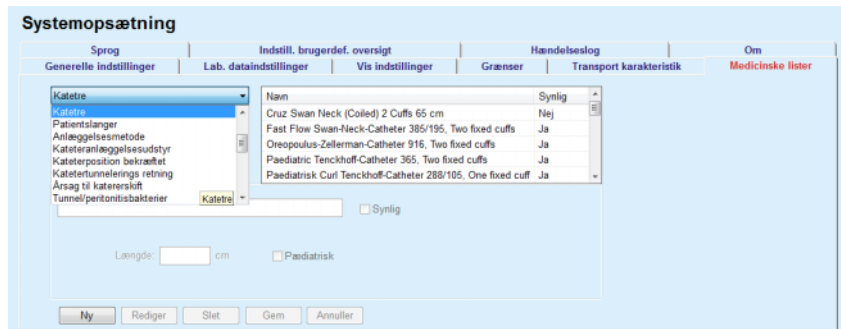 Systemopsætning
Sprog Indstill. brugerdef. oversigt Hændelseslog Om
Generelle indstillinger Lab. dataindstillinger Vis indstillinger Grænser Transport karakteristik Medicinske lister
Katetre
Katetre
Patientslanger
Anlæggelsesmetode
Kateteranlæggelsesudstyr
Kateterposition bekræftet
Katetertunnelerings retning
Årsag til katererskift
Tunnel/peritonitisbakterier
Katetre
Navn Synlig
Cruz Swan Neck (Coiled) 2 Cuffs 65 cm Nej
Fast Flow Swan-Neck-Catheter 385/195, Two fixed cuffs Ja
Oreopoulus-Zellerman-Catheter 916, Two fixed cuffs Ja
Paediatric Tenckhoff-Catheter 365, Two fixed cuffs Ja
Paediatrisk Curl Tenckhoff-Catheter 288/105, One fixed cuff Ja
Synlig
Længde: cm Pædiatrisk
Ny Rediger Slet Gem Annuller